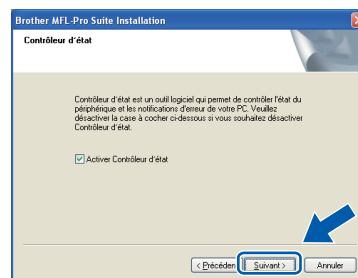 Brother MFL-Pro Suite Installation
Contrôleur d'état
Contrôleur d'état est un outil logiciel qui permet de contrôler l'état du
périphérique et les notifications d'erreur de votre PC. Veuillez
désactiver la case à cocher ci-dessous si vous souhaitez désactiver
Contrôleur d'état.
Activer Contrôleur d'état
< Précéden
Suivant >
Annuler